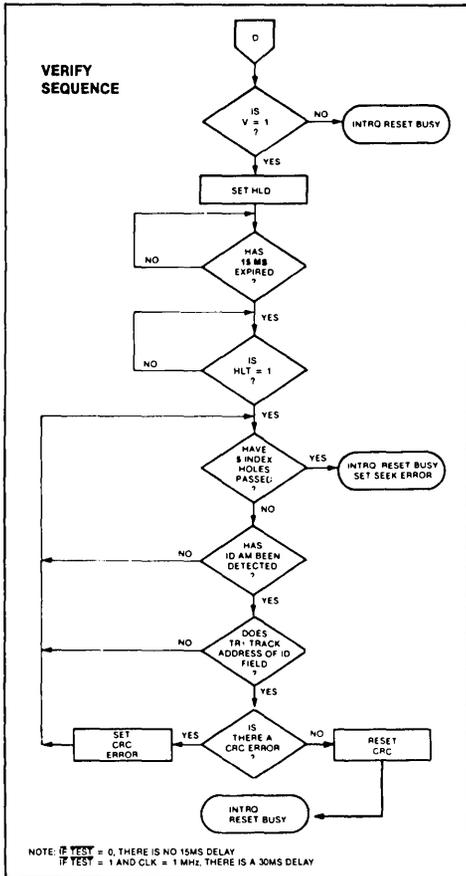 D
VERIFY
SEQUENCE
IS
V = 1
?
NO
INTRQ RESET BUSY
YES
SET HLD
HAS
15 MS
EXPIRED
?
NO
YES
IS
HLT = 1
?
NO
YES
HAVE
5 INDEX
HOLES
PASSED
?
YES
INTRQ RESET BUSY
SET SEEK ERROR
NO
HAS
ID AM BEEN
DETECTED
?
NO
YES
DOES
TR = TRACK
ADDRESS OF ID
FIELD
?
NO
YES
IS
THERE A
CRC ERROR
?
YES
SET
CRC
ERROR
NO
RESET
CRC
INTRQ
RESET BUSY
NOTE: IF TEST = 0, THERE IS NO 15MS DELAY
IF TEST = 1 AND CLK = 1 MHz, THERE IS A 30MS DELAY